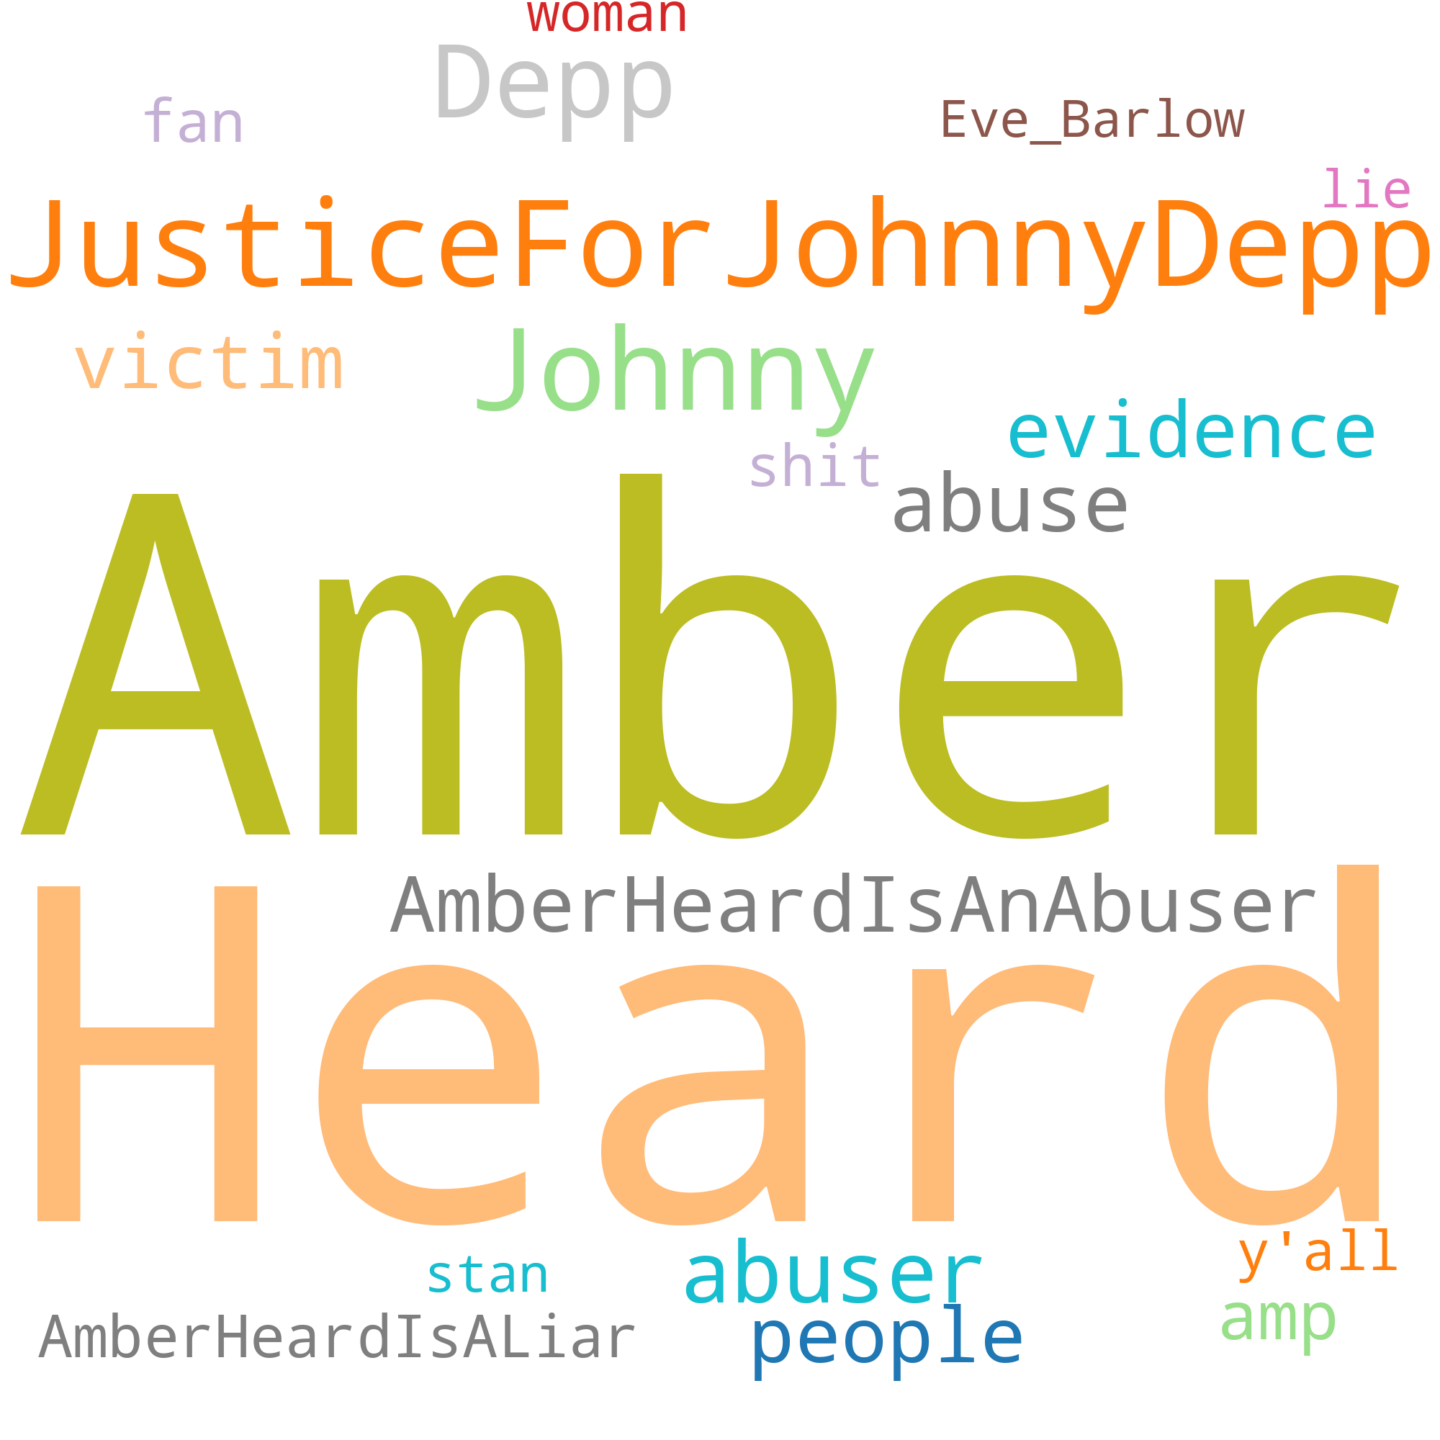 woman
Depp
fan
Eve_Barlow
lie
JusticeForJohnnyDepp
victim
Johnny
evidence
shit
abuse
Amber
AmberHeardIsAnAbuser
Heard
y'all
stan
abuser
amp
AmberHeardIsALiar
people